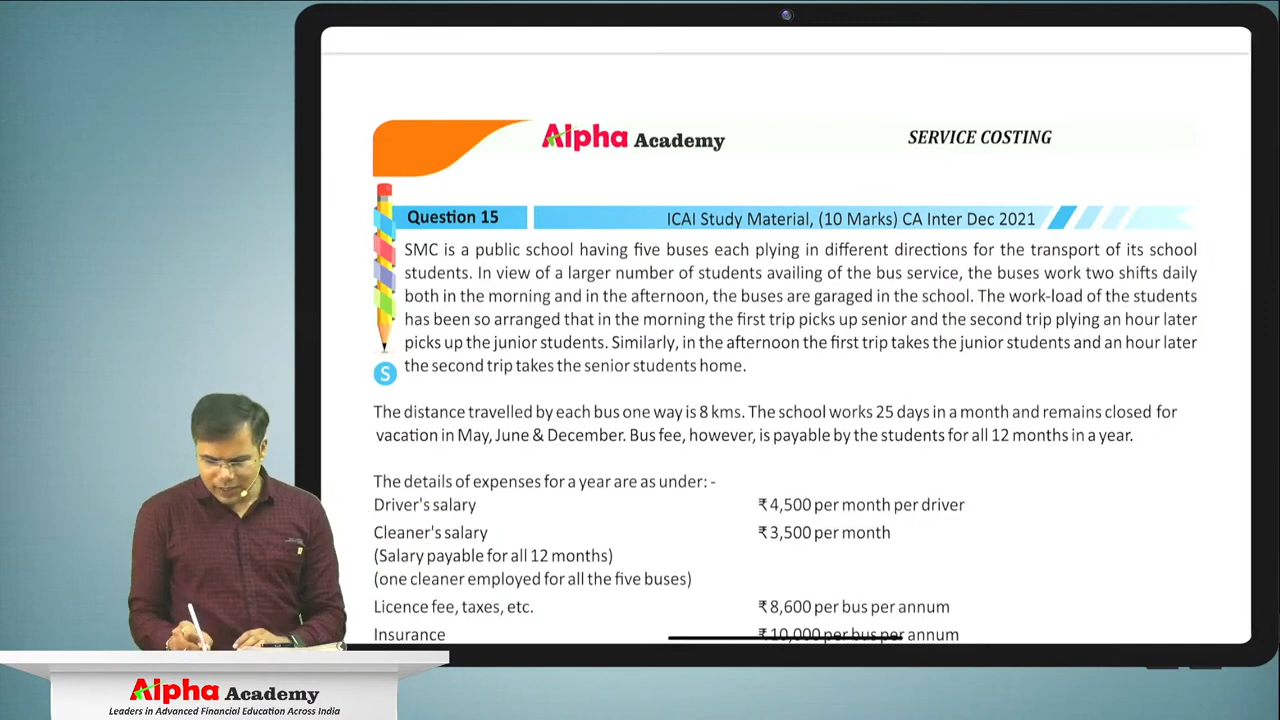 Alpha Academy
SERVICE COSTING
Question 15
ICAI Study Material, (10 Marks) CA Inter Dec 2021
SMC is a public school having five buses each plying in different directions for the transport of its school
students. In view of a larger number of students availing of the bus service, the buses work two shifts daily
both in the morning and in the afternoon, the buses are garaged in the school. The work-load of the students
has been so arranged that in the morning the first trip picks up senior and the second trip plying an hour later
picks up the junior students. Similarly, in the afternoon the first trip takes the junior students and an hour later
the second trip takes the senior students home.
S
The distance travelled by each bus one way is 8 kms. The school works 25 days in a month and remains closed for
vacation in May, June & December. Bus fee, however, is payable by the students for all 12 months in a year.
The details of expenses for a year are as under: -
Driver's salary ₹ 4,500 per month per driver
Cleaner's salary ₹ 3,500 per month
(Salary payable for all 12 months)
(one cleaner employed for all the five buses)
Licence fee, taxes, etc. ₹ 8,600 per bus per annum
Insurance ₹ 10,000 per bus per annum
Alpha Academy
Leaders in Advanced Financial Education Across India